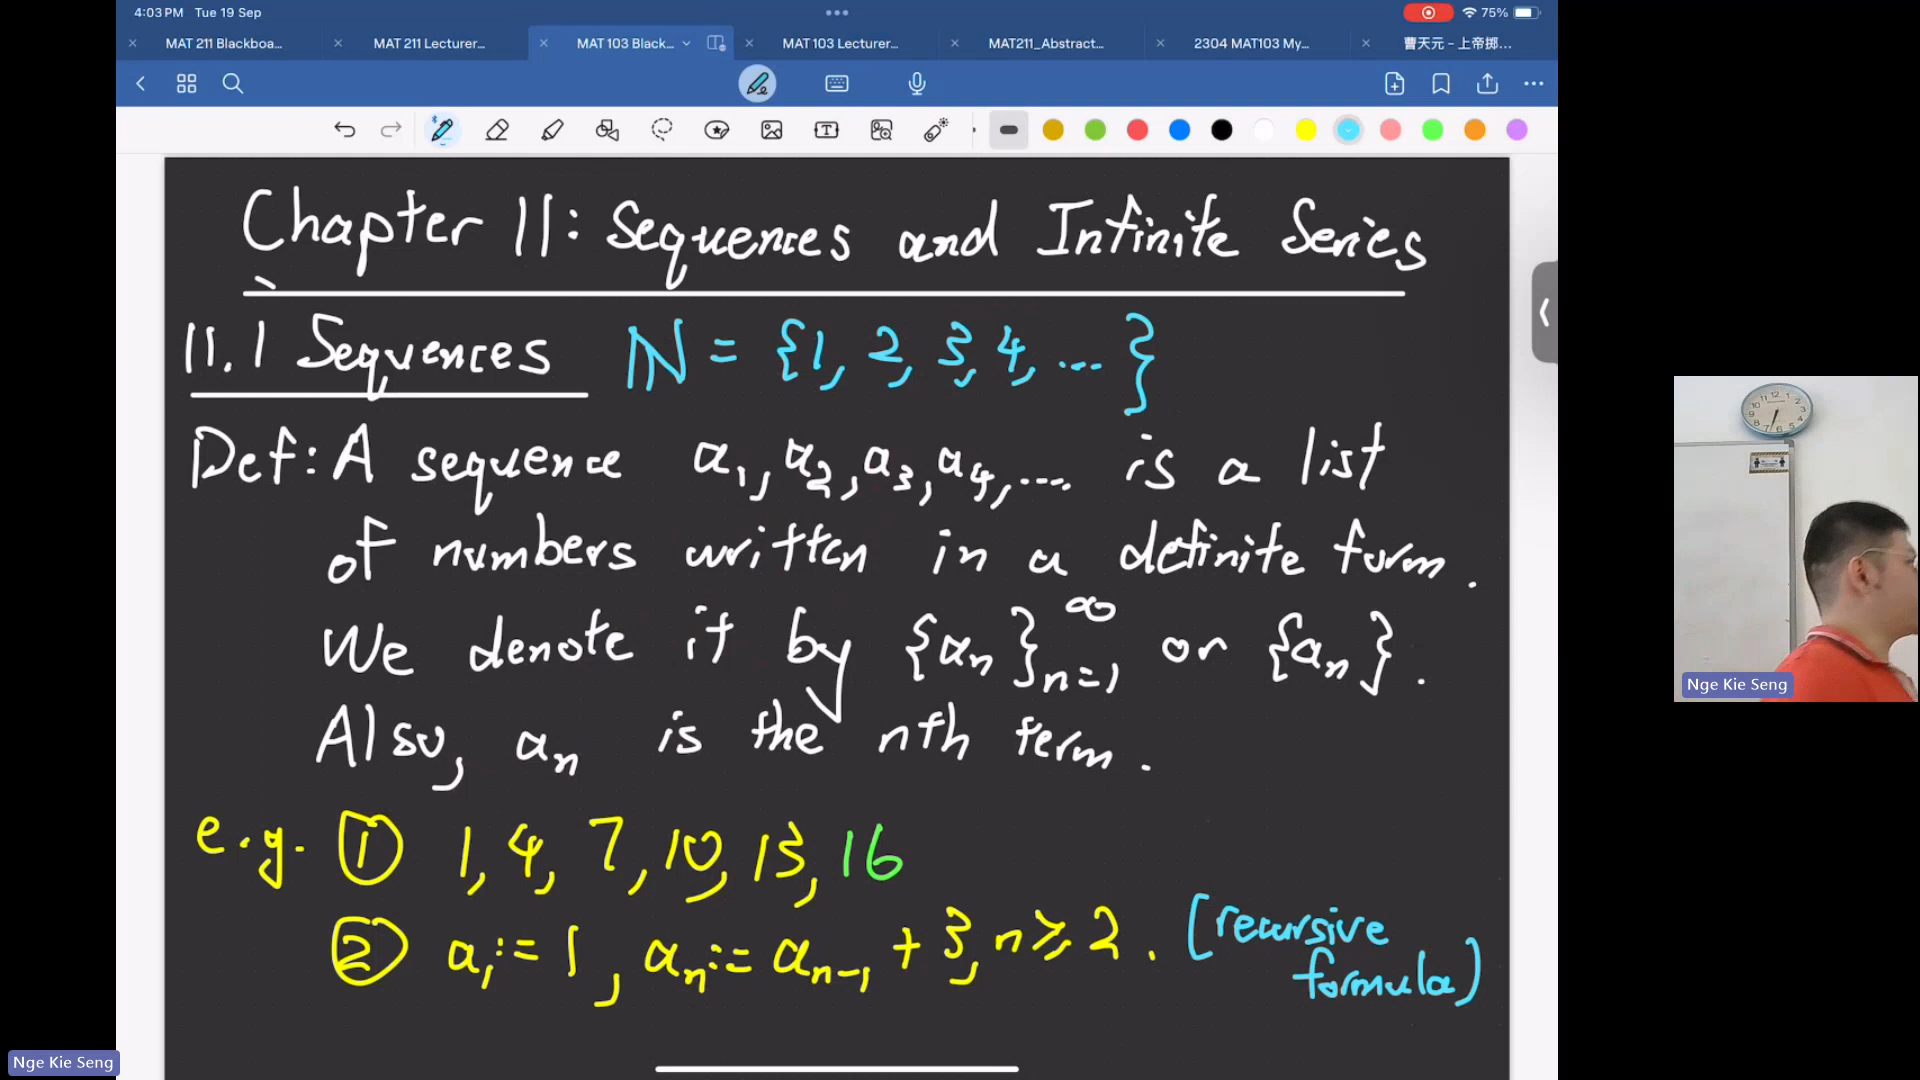 4:03 PM Tue 19 Sep
75%
MAT 211 Blackboa...
MAT 211 Lecturer...
MAT 103 Black...
MAT 103 Lecturer...
MAT211_Abstract...
2304 MAT103 My...
曹天元 – 上帝掷...
Chapter 11: Sequences and Infinite Series
11.1 Sequences ℕ = {1, 2, 3, 4, ... }
Def: A sequence a₁, a₂, a₃, a₄, .... is a list
of numbers written in a definite form.
We denote it by {aₙ}ₙ₌₁^∞ or {aₙ}.
Also, aₙ is the nth term.
e.g. ① 1, 4, 7, 10, 13, 16
② a₁ := 1, aₙ := aₙ₋₁ + 3, n ⩾ 2. (recursive
formula)
Nge Kie Seng
Nge Kie Seng